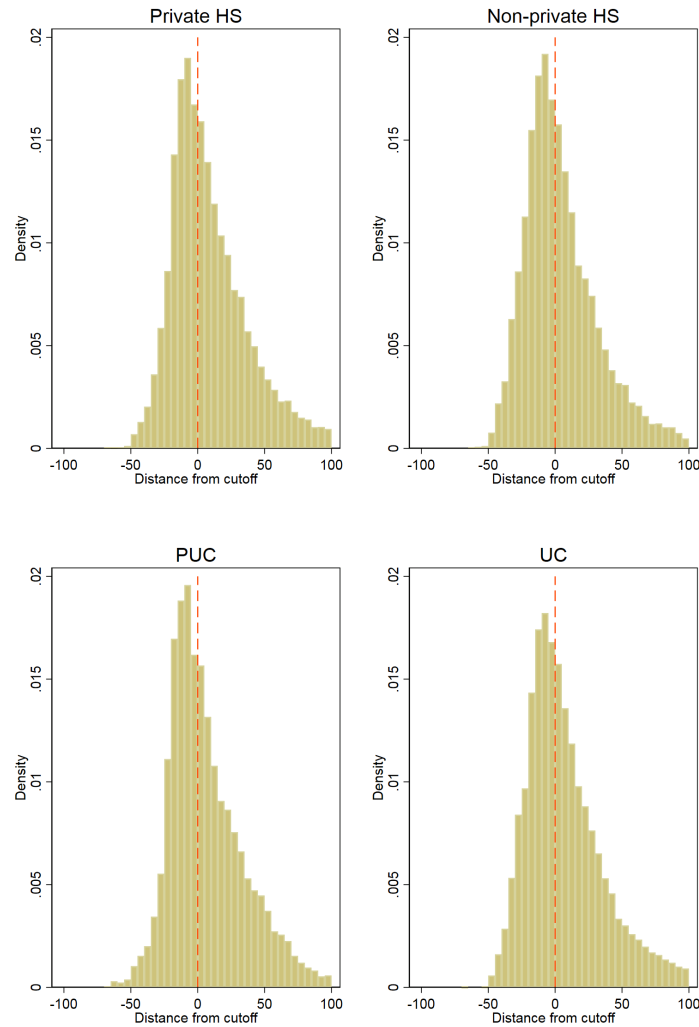 Private HS
Density
0
.005
.01
.015
.02
-100 -50 0 50 100
Distance from cutoff
Non-private HS
Density
0
.005
.01
.015
.02
-100 -50 0 50 100
Distance from cutoff
PUC
Density
0
.005
.01
.015
.02
-100 -50 0 50 100
Distance from cutoff
UC
Density
0
.005
.01
.015
.02
-100 -50 0 50 100
Distance from cutoff